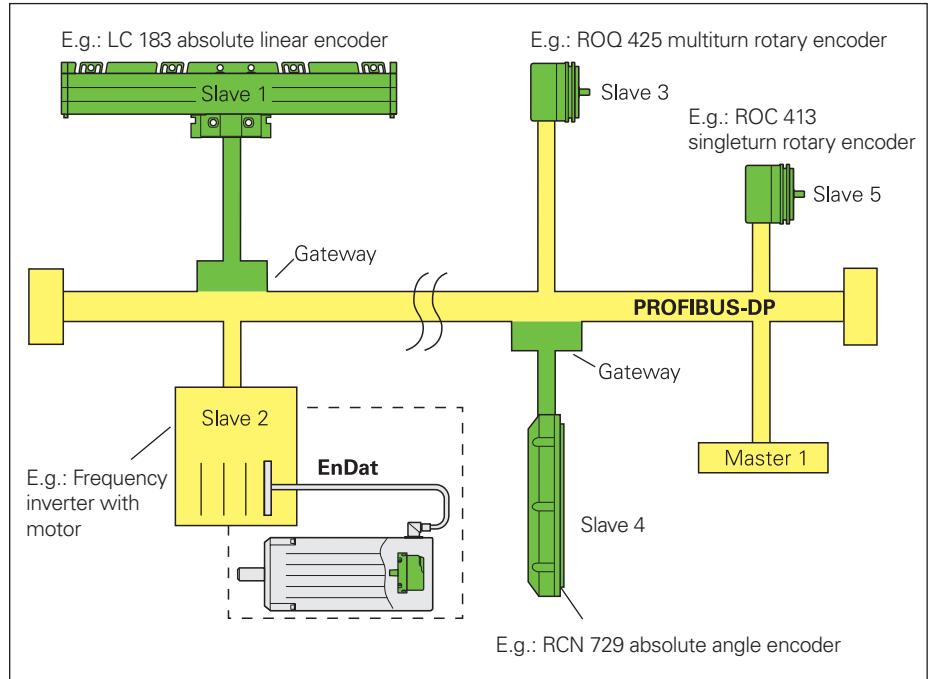 E.g.: LC 183 absolute linear encoder
Slave 1
E.g.: ROQ 425 multiturn rotary encoder
Slave 3
E.g.: ROC 413
singleturn rotary encoder
Slave 5
Gateway
PROFIBUS-DP
Gateway
Slave 2
E.g.: Frequency
inverter with
motor
EnDat
Master 1
Slave 4
E.g.: RCN 729 absolute angle encoder